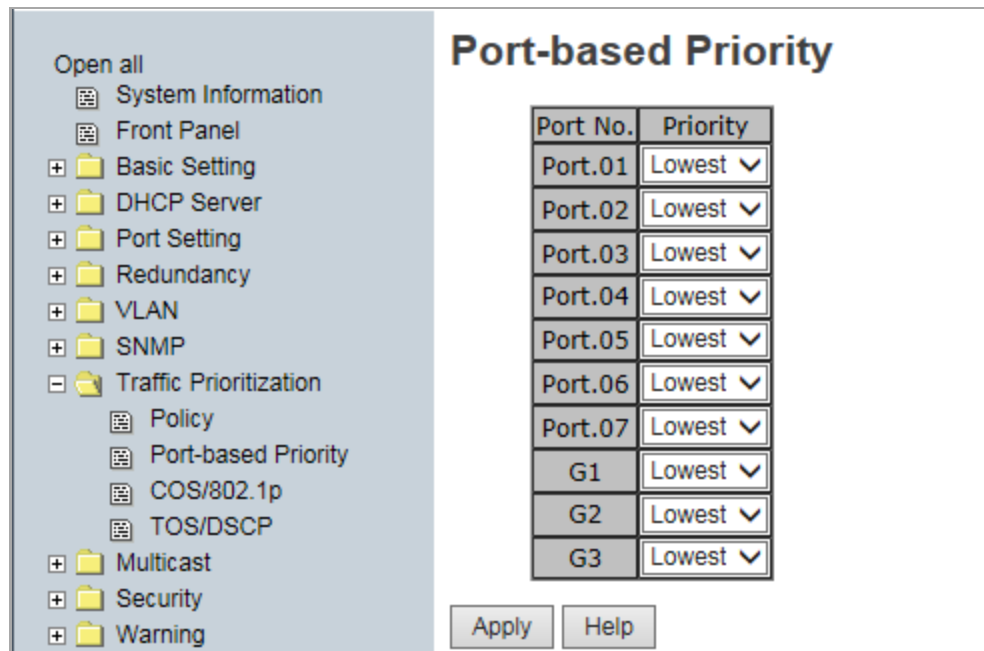 Open all
System Information
Front Panel
Basic Setting
DHCP Server
Port Setting
Redundancy
VLAN
SNMP
Traffic Prioritization
Policy
Port-based Priority
COS/802.1p
TOS/DSCP
Multicast
Security
Warning
Port-based Priority
Port No. Priority
Port.01 Lowest
Port.02 Lowest
Port.03 Lowest
Port.04 Lowest
Port.05 Lowest
Port.06 Lowest
Port.07 Lowest
G1 Lowest
G2 Lowest
G3 Lowest
Apply Help